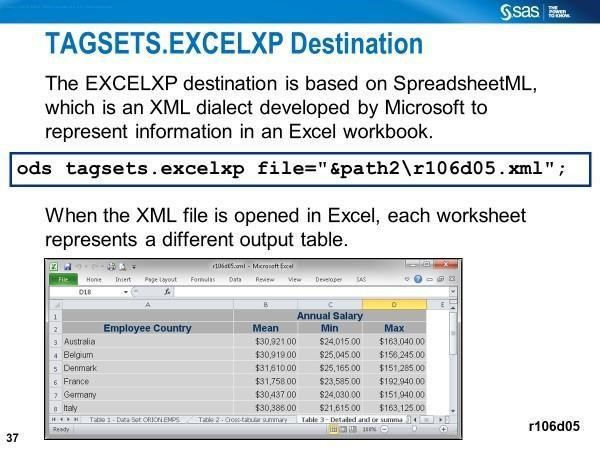 sas THE POWER TO KNOW.
TAGSETS.EXCELXP Destination
The EXCELXP destination is based on SpreadsheetML,
which is an XML dialect developed by Microsoft to
represent information in an Excel workbook.
ods tagsets.excelxp file="&path2\r106d05.xml";
When the XML file is opened in Excel, each worksheet
represents a different output table.
r106d05.xml - Microsoft Excel
File Home Insert Page Layout Formulas Data Review View Developer SAS
D18 fx
A B C D E
1 Annual Salary
2 Employee Country Mean Min Max
3 Australia $30,921.00 $24,015.00 $163,040.00
4 Belgium $30,919.00 $25,045.00 $156,245.00
5 Denmark $31,610.00 $25,165.00 $151,285.00
6 France $31,758.00 $23,585.00 $192,940.00
7 Germany $30,437.00 $24,030.00 $151,940.00
8 Italy $30,386.00 $21,615.00 $163,125.00
Table 1 - Data Set ORION.EMPS Table 2 - Cross-tabular summary Table 3 - Detailed and or summa
Ready 100%
r106d05
37